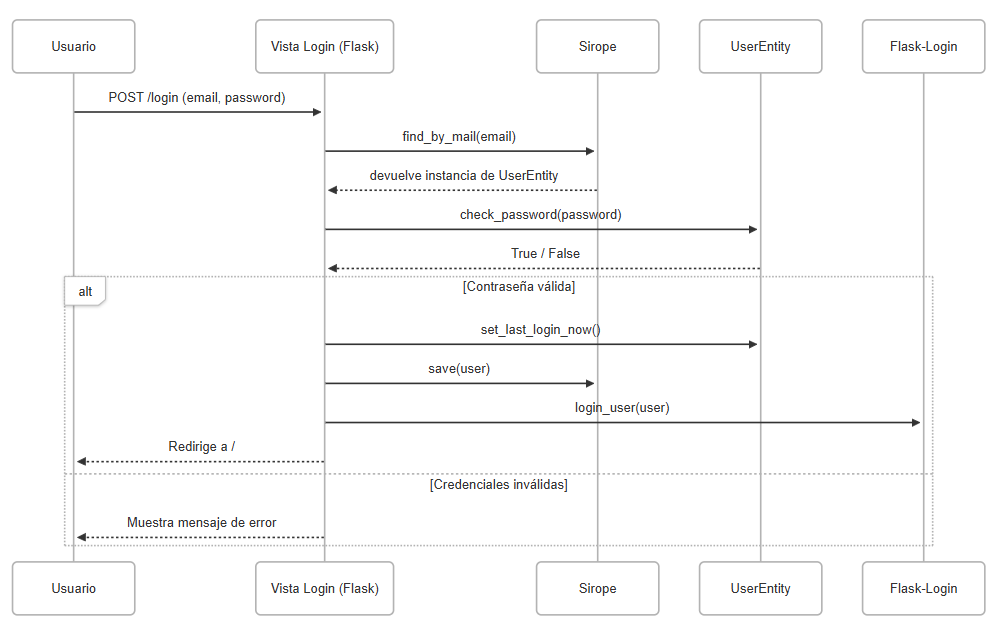 Usuario
Vista Login (Flask)
Sirope
UserEntity
Flask-Login
POST /login (email, password)
find_by_mail(email)
devuelve instancia de UserEntity
check_password(password)
True / False
alt
[Contraseña válida]
set_last_login_now()
save(user)
login_user(user)
Redirige a /
[Credenciales inválidas]
Muestra mensaje de error
Usuario
Vista Login (Flask)
Sirope
UserEntity
Flask-Login